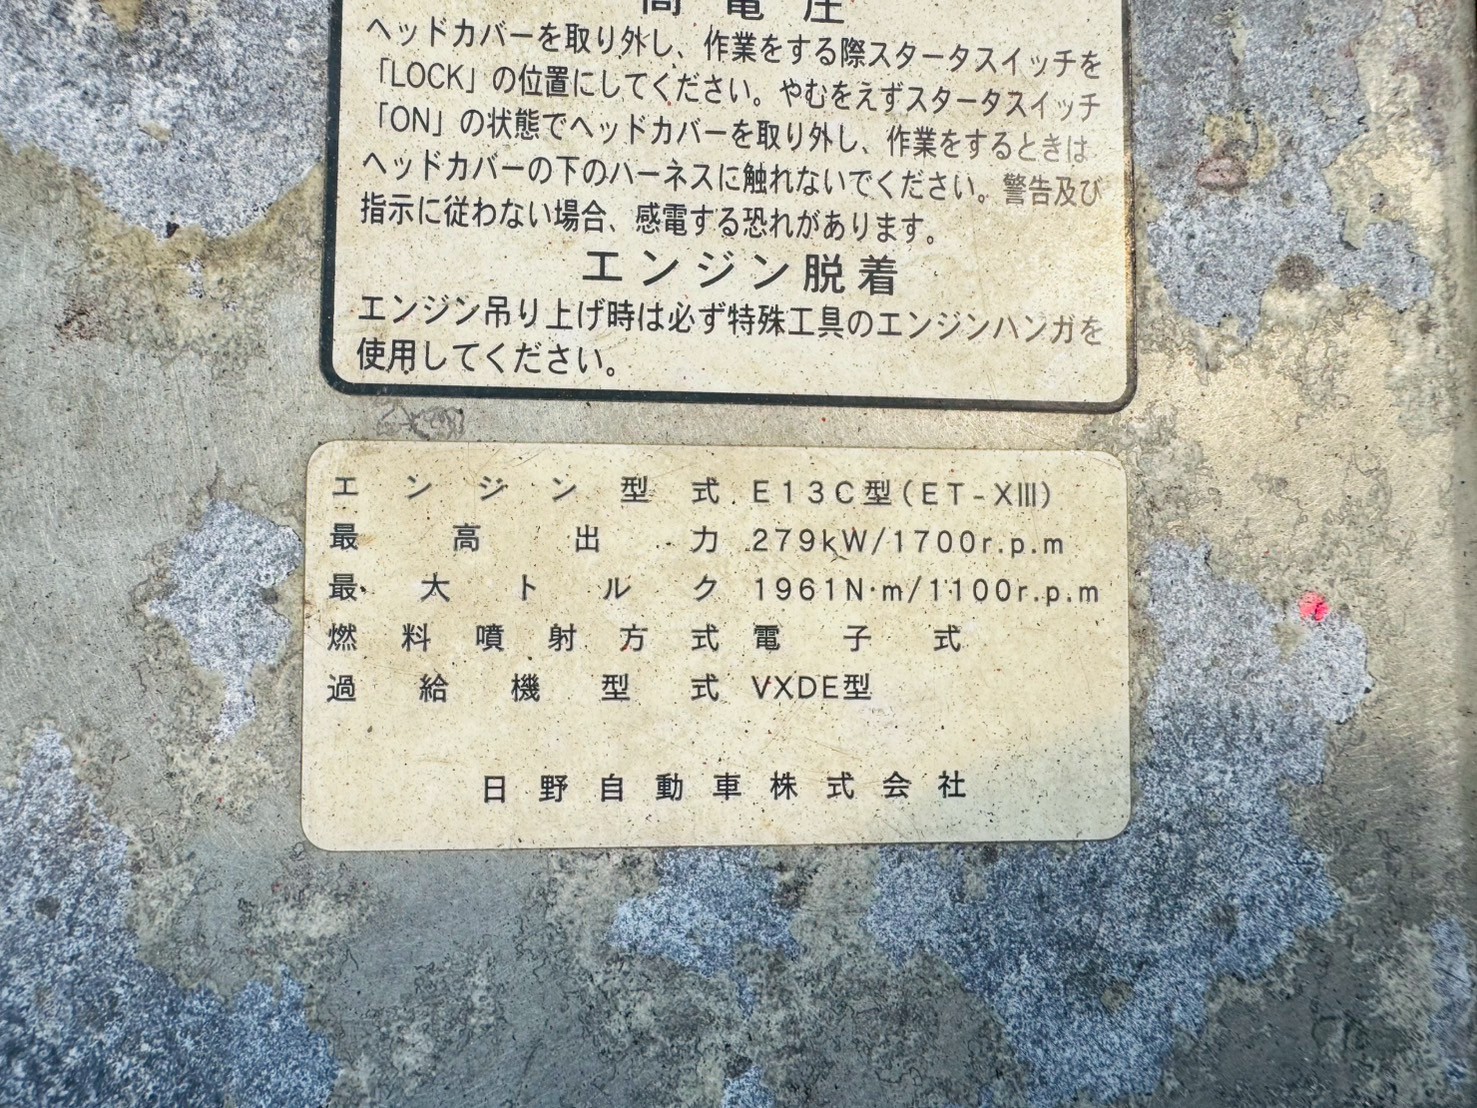 高電圧
ヘッドカバーを取り外し、作業をする際スタータスイッチを
「LOCK」の位置にしてください。やむをえずスタータスイッチ
「ON」の状態でヘッドカバーを取り外し、作業をするときは
ヘッドカバーの下のハーネスに触れないでください。警告及び
指示に従わない場合、感電する恐れがあります。
エンジン脱着
エンジン吊り上げ時は必ず特殊工具のエンジンハンガを
使用してください。
エンジン型式 E13C型(ET-XIII)
最高出力 279kW/1700r.p.m
最大トルク 1961N·m/1100r.p.m
燃料噴射方式 電子式
過給機型式 VXDE型
日野自動車株式会社